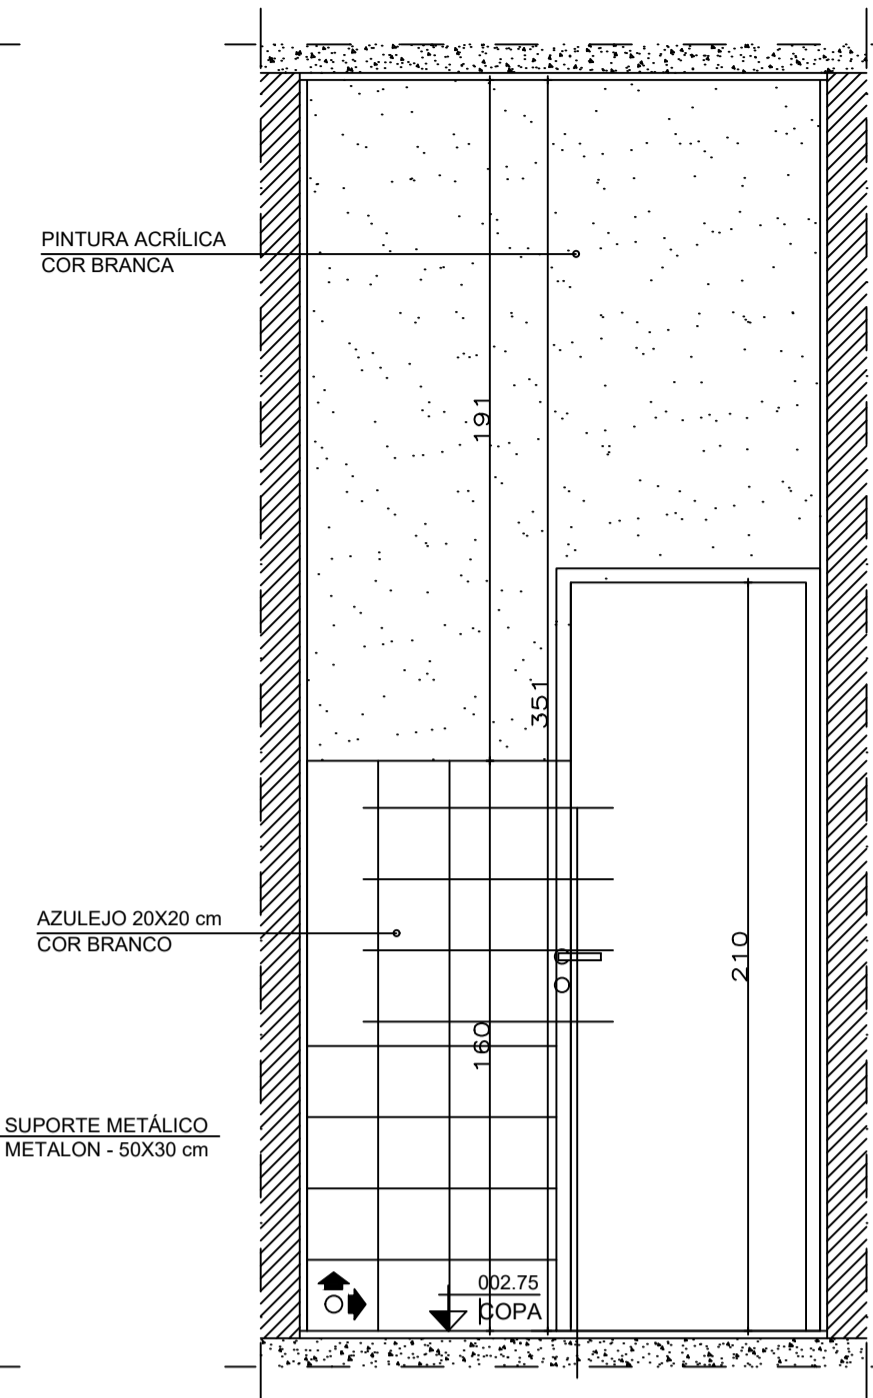 PINTURA ACRÍLICA
COR BRANCA
191
351
AZULEJO 20X20 cm
COR BRANCO
210
160
SUPORTE METÁLICO
METALON - 50X30 cm
002.75
COPA